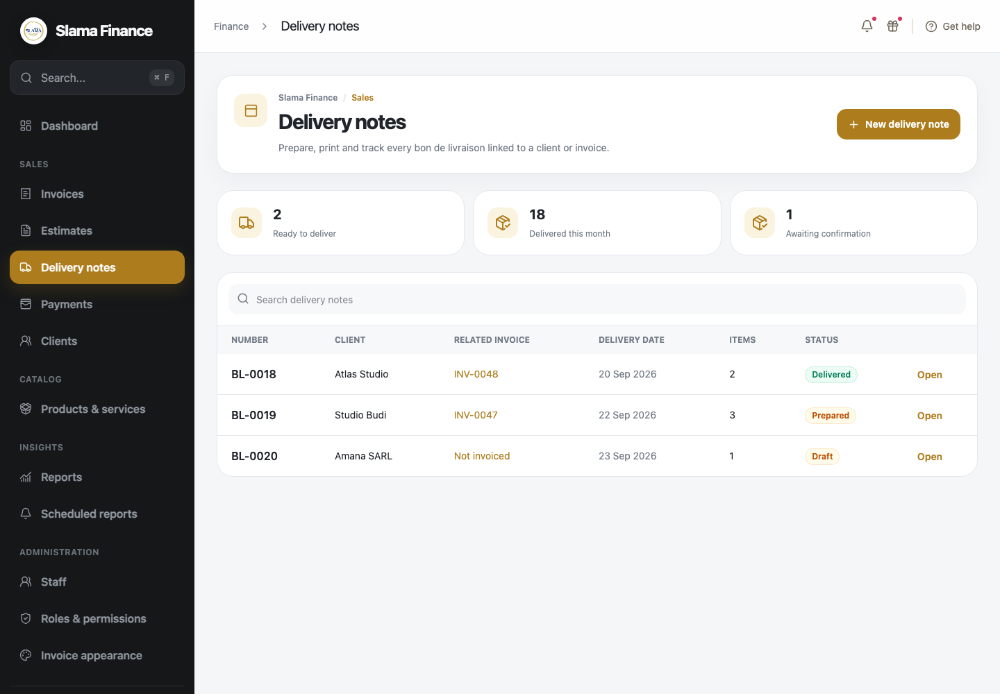 SLAMA
Slama Finance
Search...
⌘ F
Dashboard
SALES
Invoices
Estimates
Delivery notes
Payments
Clients
CATALOG
Products & services
INSIGHTS
Reports
Scheduled reports
ADMINISTRATION
Staff
Roles & permissions
Invoice appearance
Finance > Delivery notes
Get help
Slama Finance / Sales
Delivery notes
Prepare, print and track every bon de livraison linked to a client or invoice.
+ New delivery note
2
Ready to deliver
18
Delivered this month
1
Awaiting confirmation
Search delivery notes
NUMBER CLIENT RELATED INVOICE DELIVERY DATE ITEMS STATUS
BL-0018 Atlas Studio INV-0048 20 Sep 2026 2 Delivered Open
BL-0019 Studio Budi INV-0047 22 Sep 2026 3 Prepared Open
BL-0020 Amana SARL Not invoiced 23 Sep 2026 1 Draft Open